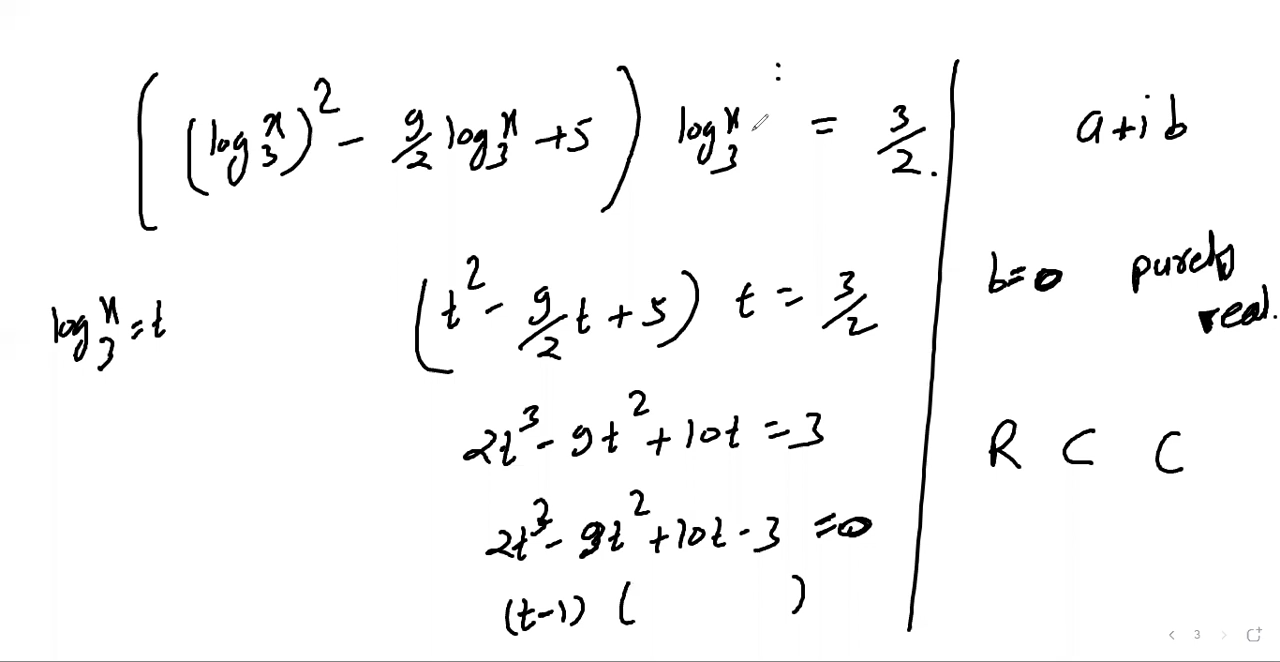 ((log₃x)² - 9/2 log₃x + 5) log₃x = 3/2.
log₃x = t
(t² - 9/2 t + 5) t = 3/2
2t³ - 9t² + 10t = 3
2t³ - 9t² + 10t - 3 = 0
(t-1) ( )
a+ib
b=0 purely
real.
R C C
3